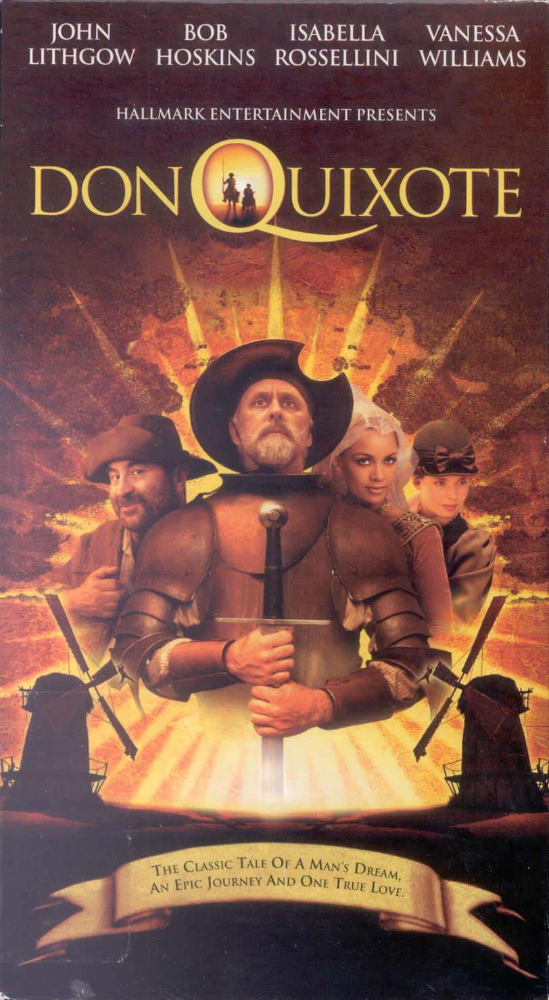 JOHN LITHGOW
BOB HOSKINS
ISABELLA ROSSELLINI
VANESSA WILLIAMS
HALLMARK ENTERTAINMENT PRESENTS
DON QUIXOTE
THE CLASSIC TALE OF A MAN'S DREAM,
AN EPIC JOURNEY AND ONE TRUE LOVE.